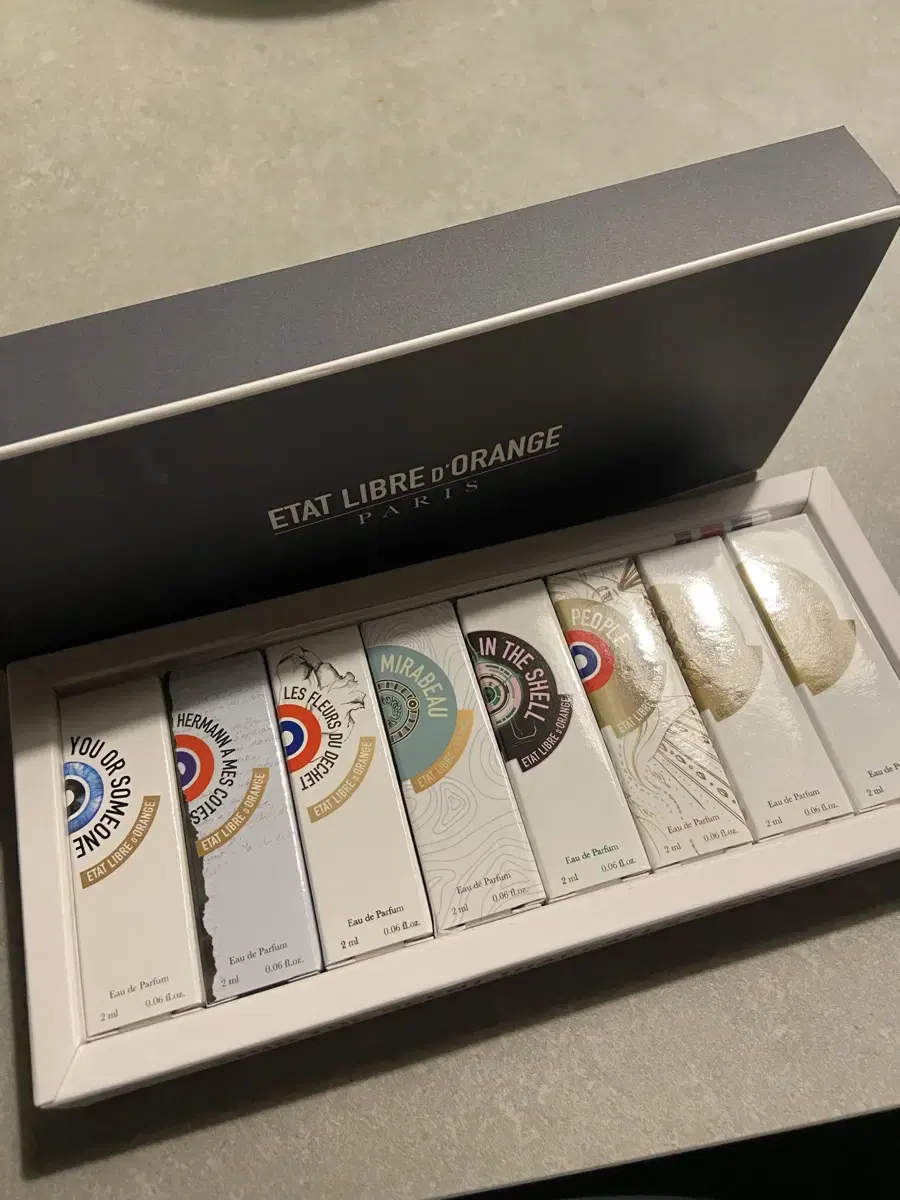 ETAT LIBRE D'ORANGE
PARIS
YOU OR SOMEONE
ETAT LIBRE D'ORANGE
Eau de Parfum
2 ml 0.06 fl.oz.
HERMANN A MES COTES
ETAT LIBRE D'ORANGE
Eau de Parfum
2 ml 0.06 fl.oz.
LES FLEURS DU DECHET
ETAT LIBRE D'ORANGE
Eau de Parfum
2 ml 0.06 fl.oz.
MIRABEAU
ETAT LIBRE D'ORANGE
Eau de Parfum
2 ml 0.06 fl.oz.
IN THE SHELL
ETAT LIBRE D'ORANGE
Eau de Parfum
2 ml 0.06 fl.oz.
PEOPLE
ETAT LIBRE D'ORANGE
Eau de Parfum
2 ml 0.06 fl.oz.
Eau de Parfum
2 ml 0.06 fl.oz.
Eau de
2 ml